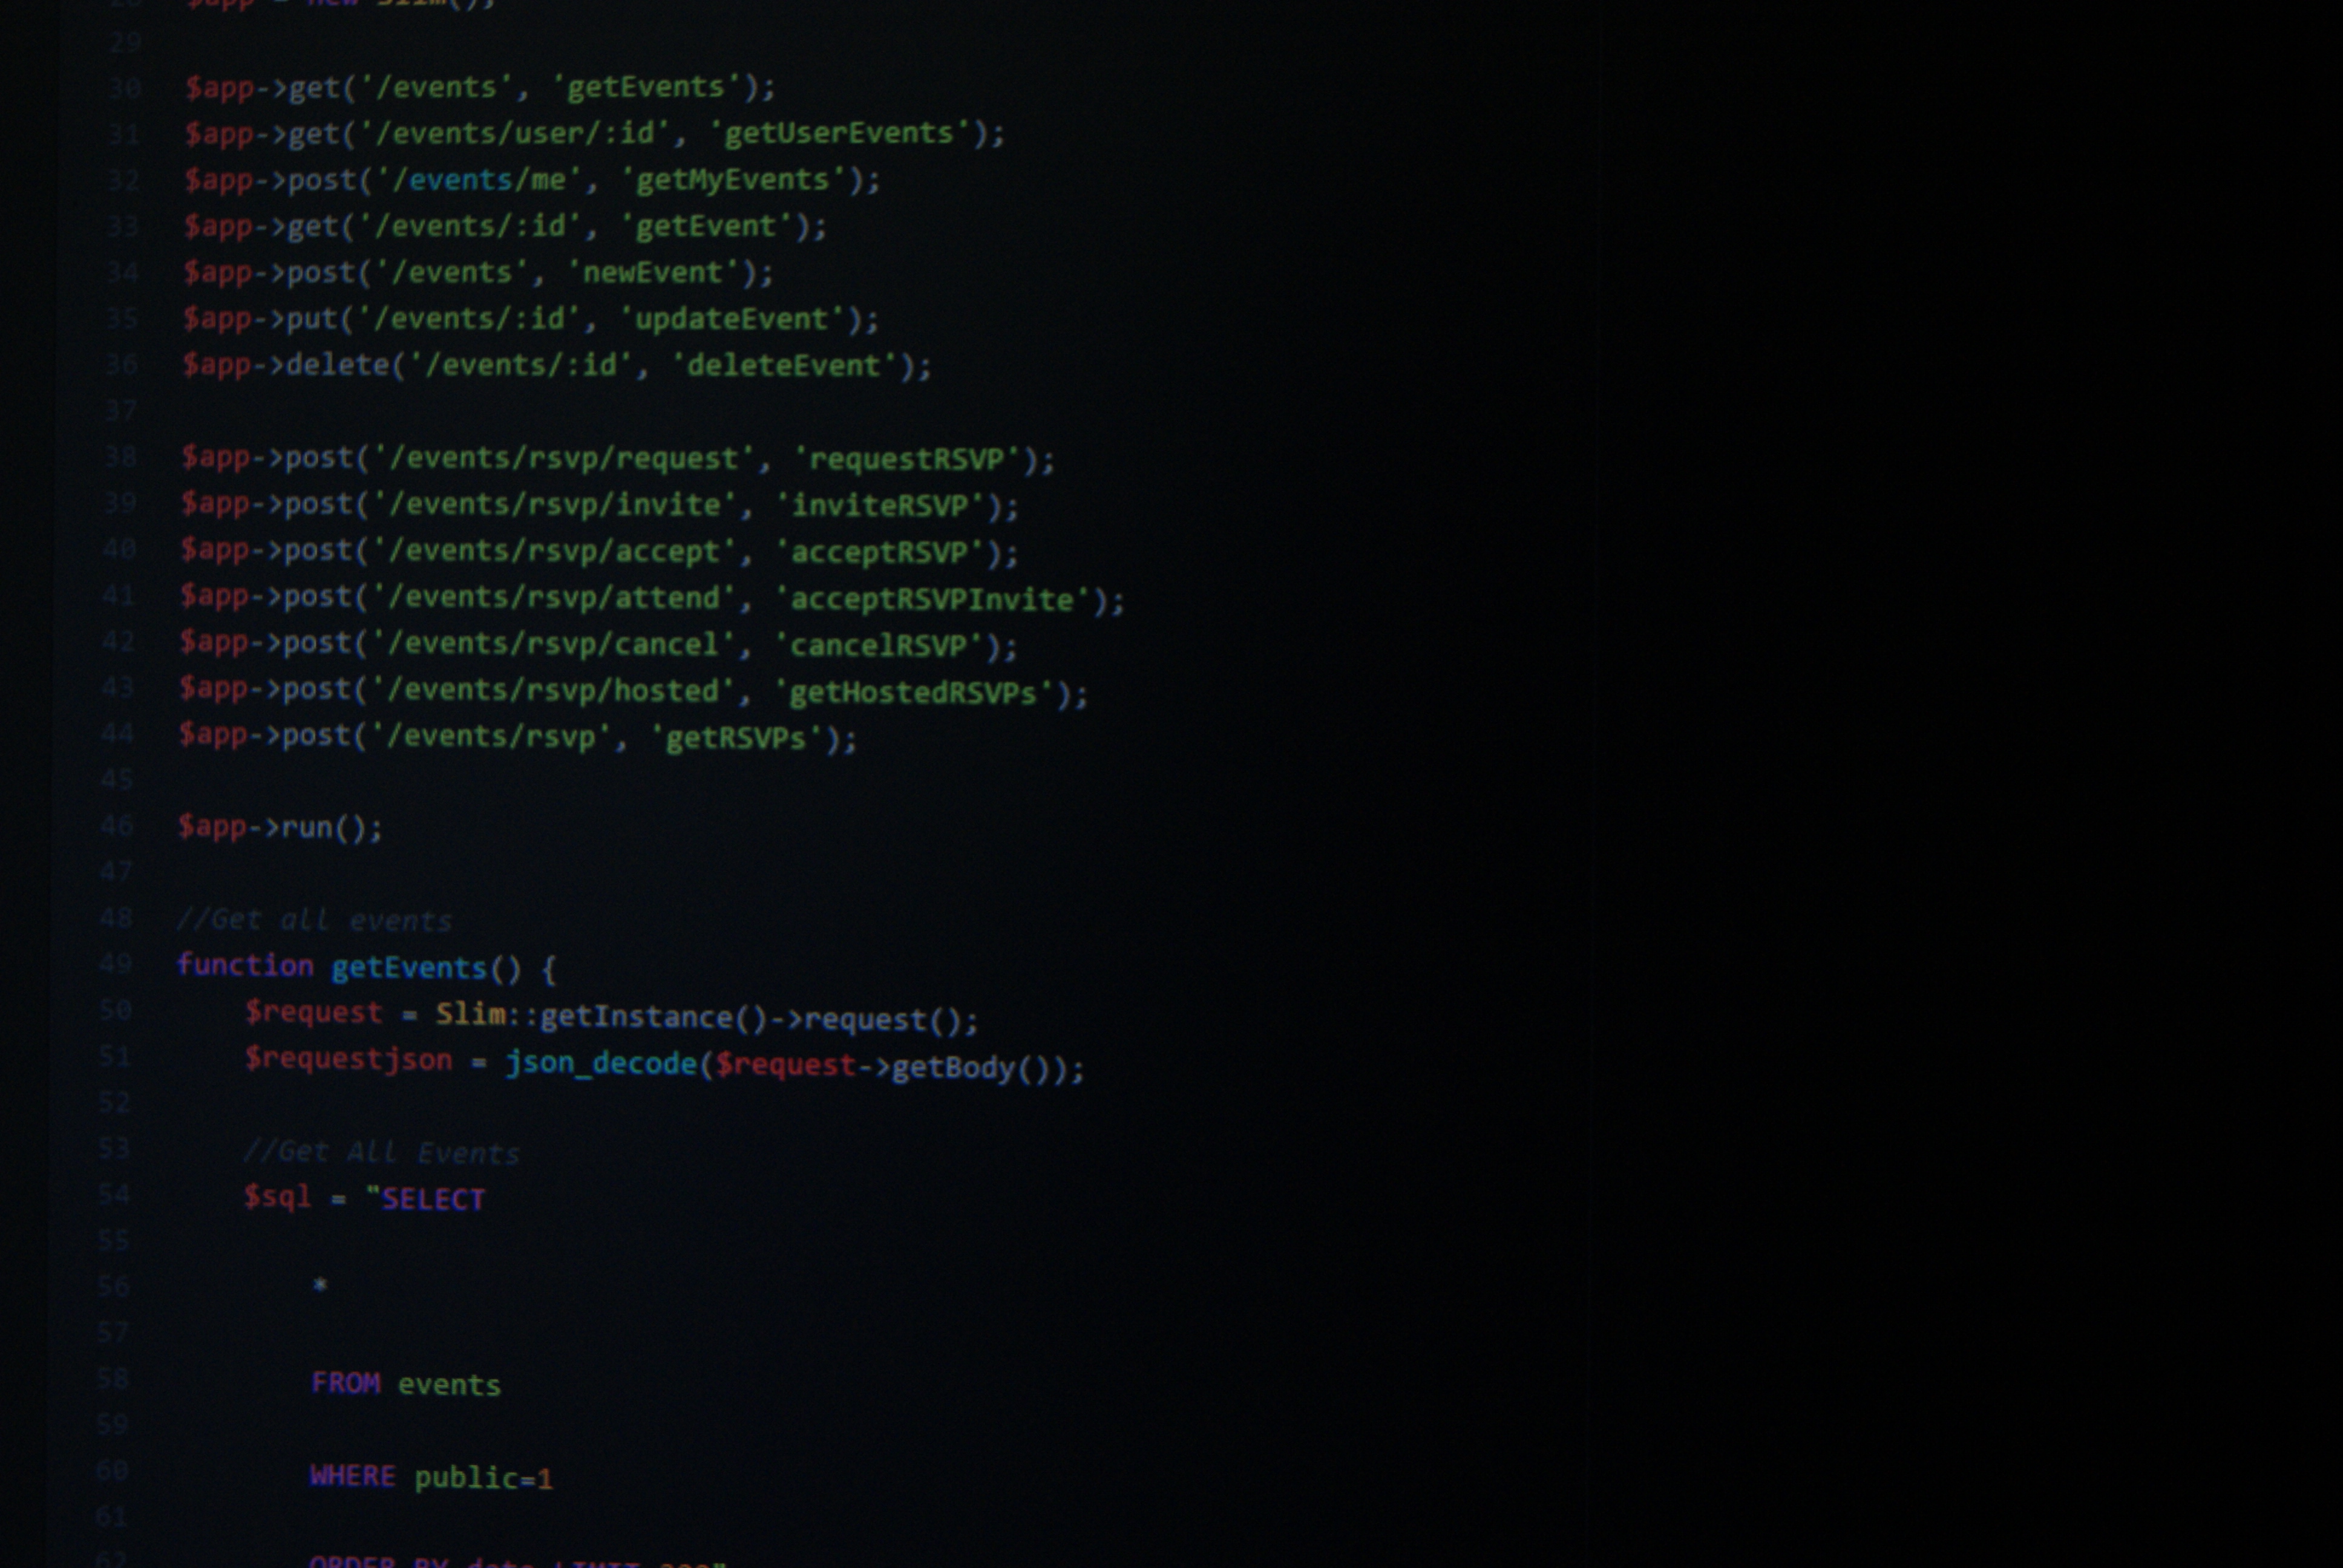 28 $app = new Slim();
29
30 $app->get('/events', 'getEvents');
31 $app->get('/events/user/:id', 'getUserEvents');
32 $app->post('/events/me', 'getMyEvents');
33 $app->get('/events/:id', 'getEvent');
34 $app->post('/events', 'newEvent');
35 $app->put('/events/:id', 'updateEvent');
36 $app->delete('/events/:id', 'deleteEvent');
37
38 $app->post('/events/rsvp/request', 'requestRSVP');
39 $app->post('/events/rsvp/invite', 'inviteRSVP');
40 $app->post('/events/rsvp/accept', 'acceptRSVP');
41 $app->post('/events/rsvp/attend', 'acceptRSVPInvite');
42 $app->post('/events/rsvp/cancel', 'cancelRSVP');
43 $app->post('/events/rsvp/hosted', 'getHostedRSVPs');
44 $app->post('/events/rsvp', 'getRSVPs');
45
46 $app->run();
47
48 //Get all events
49 function getEvents() {
50 $request = Slim::getInstance()->request();
51 $requestjson = json_decode($request->getBody());
52
53 //Get All Events
54 $sql = "SELECT
55
56 *
57
58 FROM events
59
60 WHERE public=1
61
62 ORDER BY date LIMIT